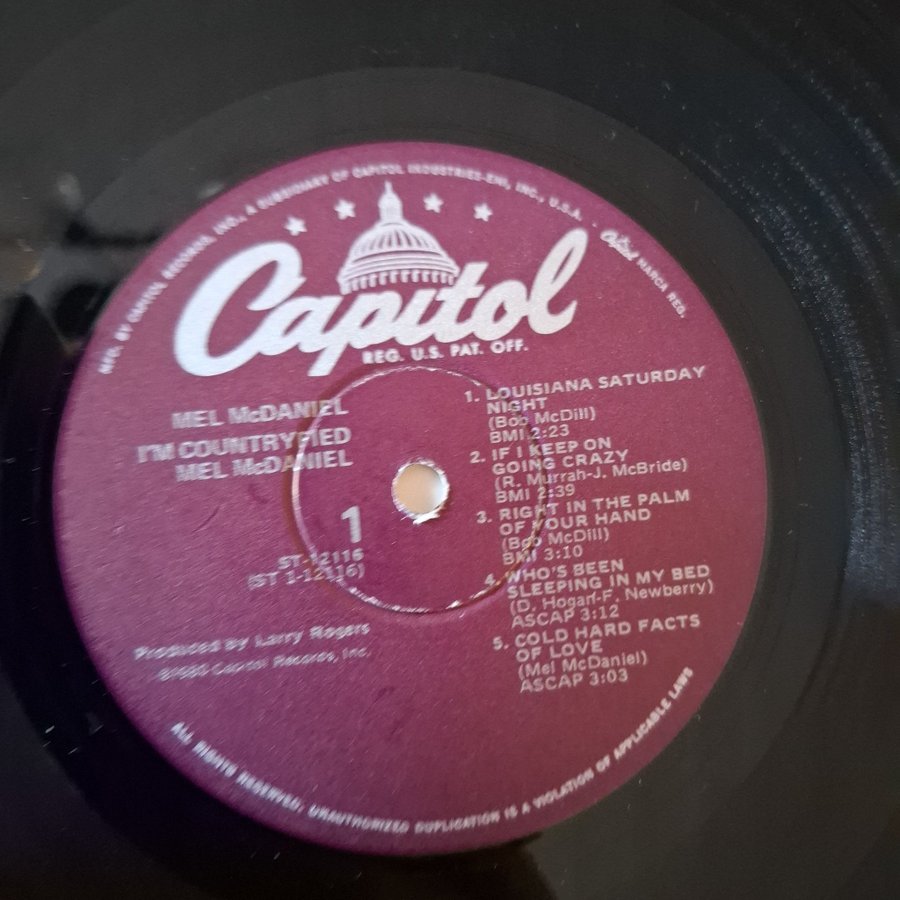 MFD. BY CAPITOL RECORDS, INC., A SUBSIDIARY OF CAPITOL INDUSTRIES-EMI, INC., U.S.A. · Capitol MARCA REG.
Capitol
REG. U.S. PAT. OFF.
MEL McDANIEL
I'M COUNTRYFIED
MEL McDANIEL
1
ST-12116
(ST 1-12116)
Produced by Larry Rogers
℗1980 Capitol Records, Inc.
1. LOUISIANA SATURDAY
NIGHT
(Bob McDill)
BMI 2:23
2. IF I KEEP ON
GOING CRAZY
(R. Murrah-J. McBride)
BMI 2:39
3. RIGHT IN THE PALM
OF YOUR HAND
(Bob McDill)
BMI 3:10
4. WHO'S BEEN
SLEEPING IN MY BED
(D. Hogan-F. Newberry)
ASCAP 3:12
5. COLD HARD FACTS
OF LOVE
(Mel McDaniel)
ASCAP 3:03
ALL RIGHTS RESERVED. UNAUTHORIZED DUPLICATION IS A VIOLATION OF APPLICABLE LAWS